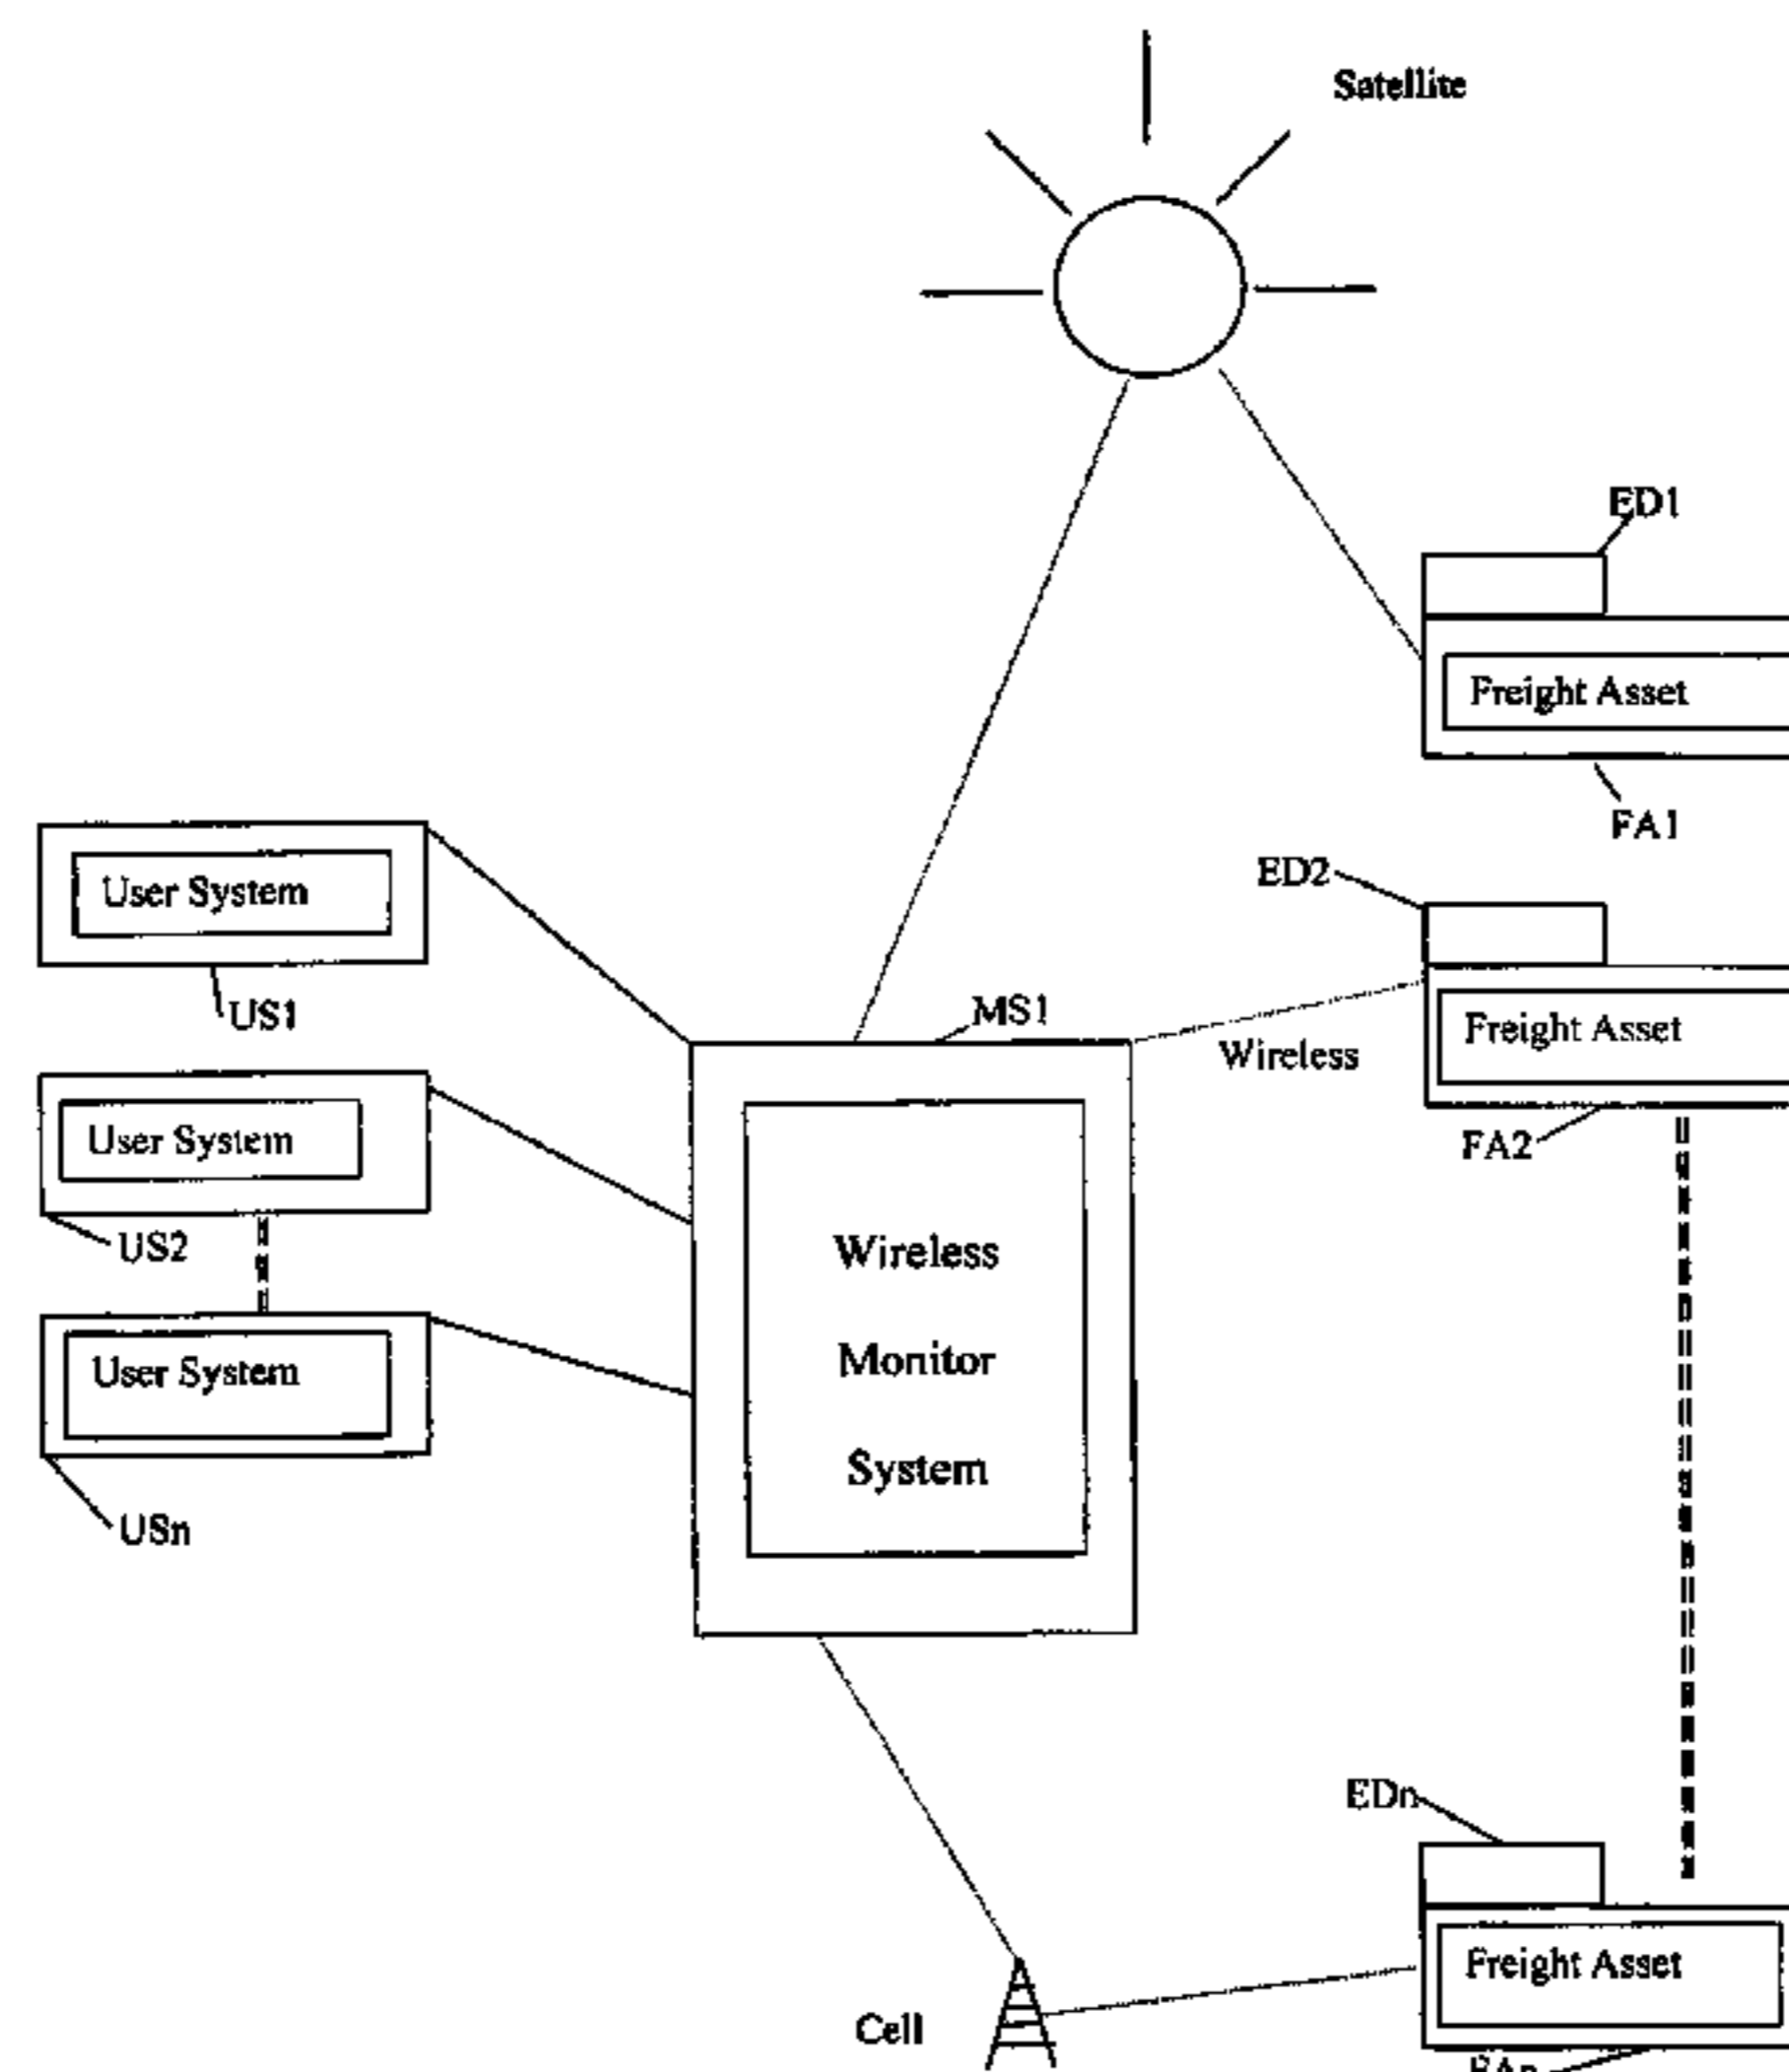 Satellite
ED1
Freight Asset
FA1
User System
US1
ED2
Freight Asset
FA2
MS1
Wireless
User System
US2
Wireless
Monitor
System
User System
USn
EDn
Freight Asset
Cell
FAn